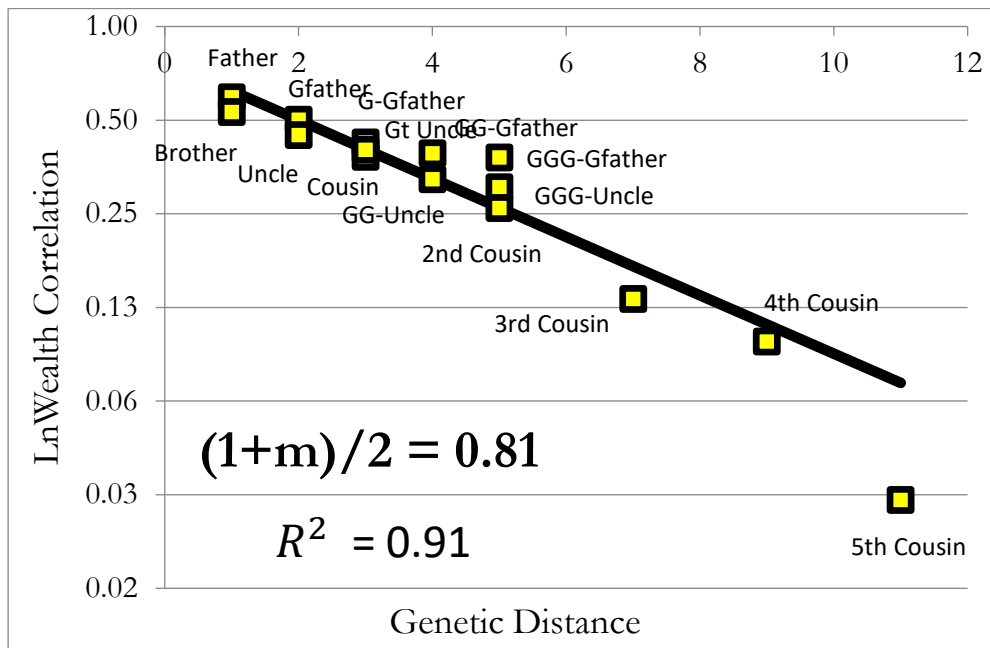 1.00
0 2 4 6 8 10 12
Father
Gfather
G-Gfather
0.50
Gt Uncle
GG-Gfather
Brother
GGG-Gfather
Uncle
Cousin
GGG-Uncle
0.25
GG-Uncle
2nd Cousin
0.13
4th Cousin
3rd Cousin
0.06
(1+m)/2 = 0.81
0.03
R² = 0.91
5th Cousin
0.02
LnWealth Correlation
Genetic Distance